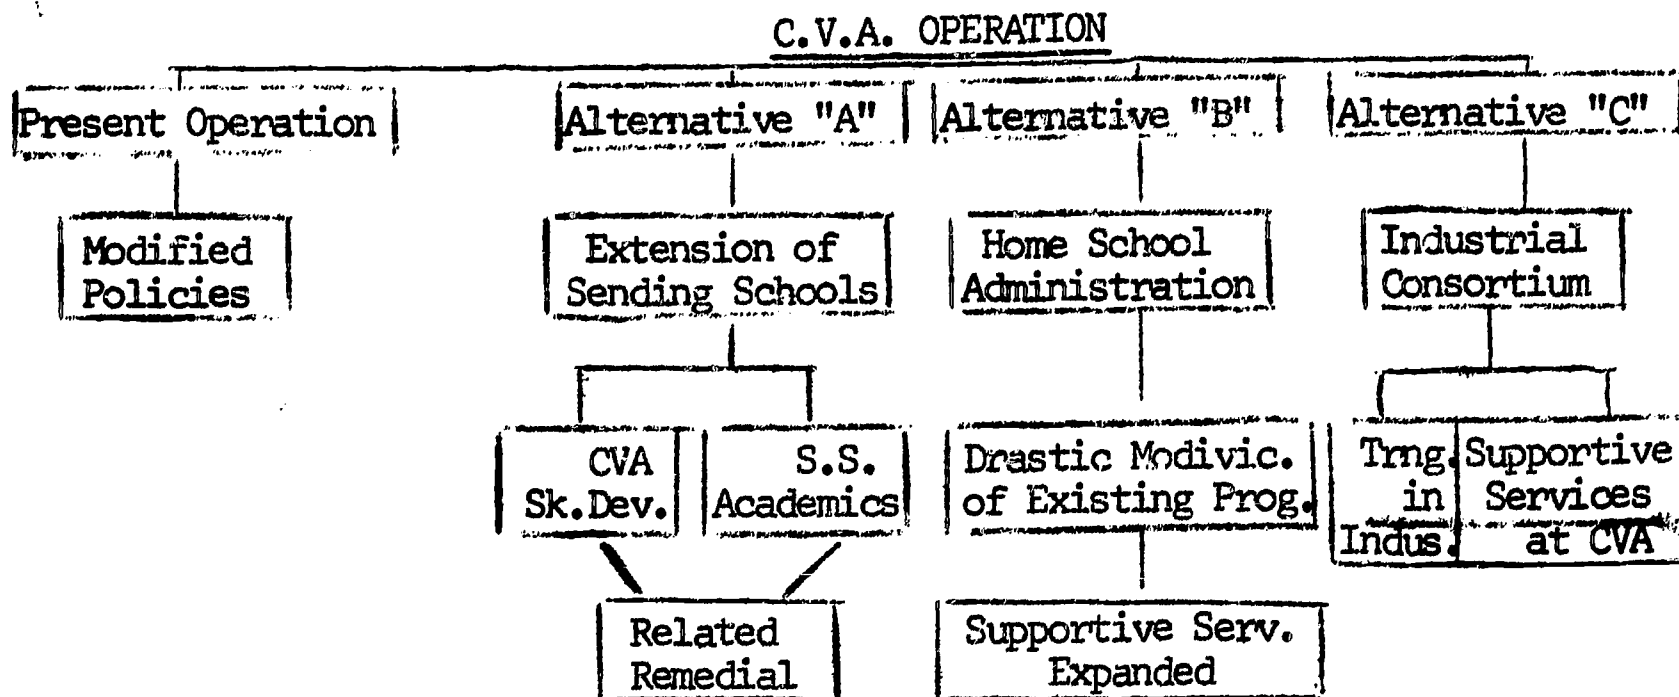 C.V.A. OPERATION
Present Operation
Alternative "A"
Alternative "B"
Alternative "C"
Modified
Policies
Extension of
Sending Schools
Home School
Administration
Industrial
Consortium
CVA
Sk.Dev.
S.S.
Academics
Drastic Modivic.
of Existing Prog.
Trng.
in
Indus.
Supportive
Services
at CVA
Related
Remedial
Supportive Serv.
Expanded